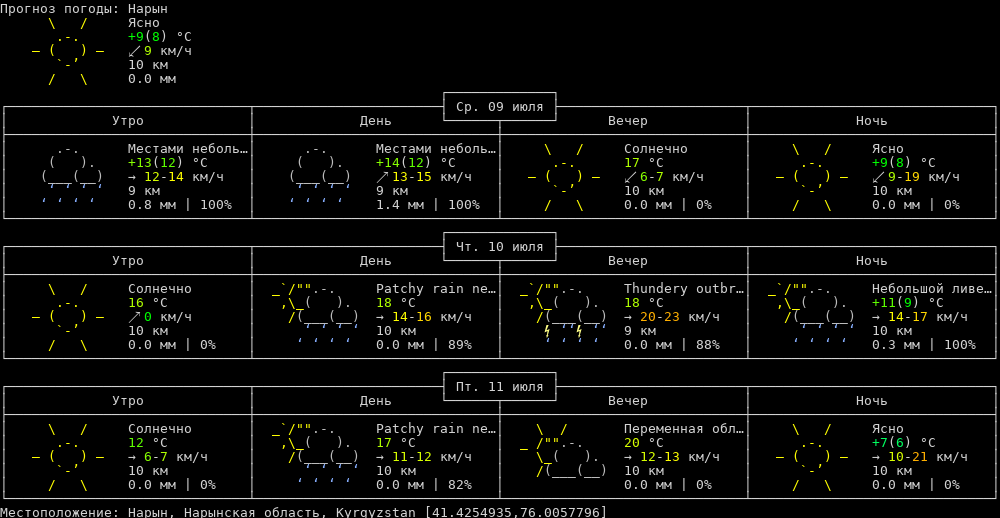 Прогноз погоды: Нарын
Ясно
+9(8) °C
↙ 9 км/ч
10 км
0.0 мм
Ср. 09 июля
Утро День Вечер Ночь
Местами неболь… Местами неболь… Солнечно Ясно
+13(12) °C +14(12) °C 17 °C +9(8) °C
→ 12-14 км/ч ↗ 13-15 км/ч ↙ 6-7 км/ч ↙ 9-19 км/ч
9 км 9 км 10 км 10 км
0.8 мм | 100% 1.4 мм | 100% 0.0 мм | 0% 0.0 мм | 0%
Чт. 10 июля
Утро День Вечер Ночь
Солнечно Patchy rain ne… Thundery outbr… Небольшой ливе…
16 °C 18 °C 18 °C +11(9) °C
↗ 0 км/ч → 14-16 км/ч → 20-23 км/ч → 14-17 км/ч
10 км 10 км 9 км 10 км
0.0 мм | 0% 0.0 мм | 89% 0.0 мм | 88% 0.3 мм | 100%
Пт. 11 июля
Утро День Вечер Ночь
Солнечно Patchy rain ne… Переменная обл… Ясно
12 °C 17 °C 20 °C +7(6) °C
→ 6-7 км/ч → 11-12 км/ч → 12-13 км/ч → 10-21 км/ч
10 км 10 км 10 км 10 км
0.0 мм | 0% 0.0 мм | 82% 0.0 мм | 0% 0.0 мм | 0%
Местоположение: Нарын, Нарынская область, Kyrgyzstan [41.4254935,76.0057796]